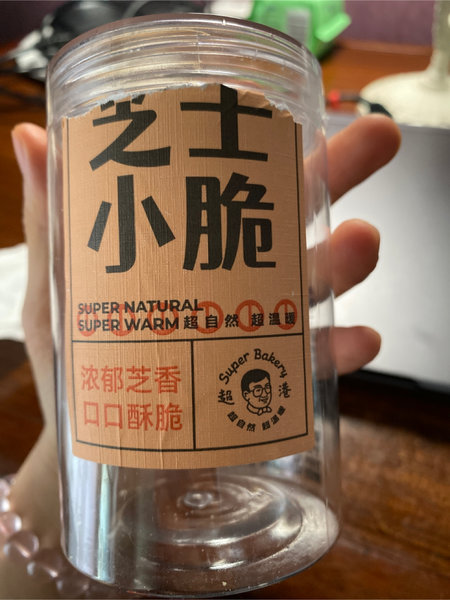 芝士
小脆
SUPER NATURAL
SUPER WARM 超自然 超温暖
浓郁芝香
口口酥脆
Super Bakery
超 港
超自然 超温暖